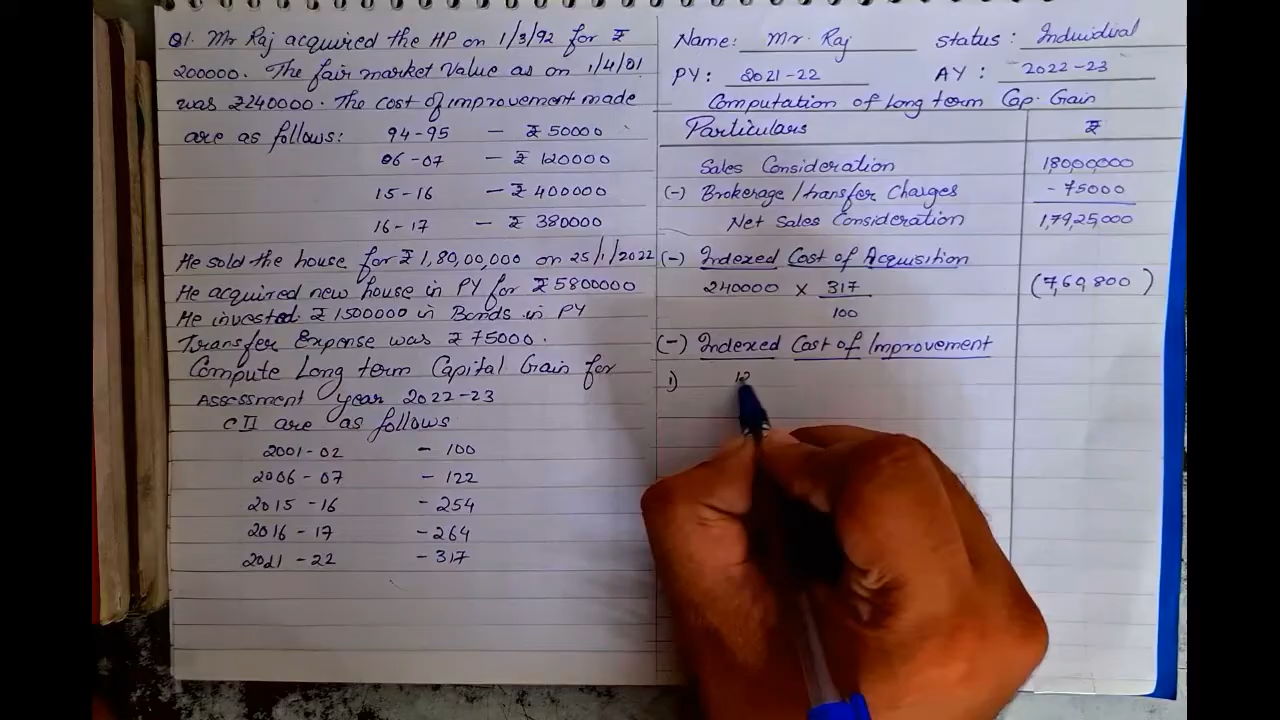 Q1. Mr Raj acquired the HP on 1/3/92 for ₹
200000. The fair market Value as on 1/4/01
was ₹240000. The cost of improvement made
are as follows: 94-95 - ₹ 50000
06-07 - ₹ 120000
15-16 - ₹ 400000
16-17 - ₹ 380000
He sold the house for ₹ 1,80,00,000 on 25/1/2022
He acquired new house in PY for ₹ 5800000
He invested ₹ 1500000 in Bonds in PY
Transfer Expense was ₹ 75000.
Compute Long term Capital Gain for
Assessment year 2022-23
CII are as follows
2001-02 - 100
2006-07 - 122
2015-16 - 254
2016-17 - 264
2021-22 - 317
Name: Mr. Raj Status: Individual
PY: 2021-22 AY: 2022-23
Computation of Long term Cap. Gain
Particulars ₹
Sales Consideration 18000000
(-) Brokerage/transfer Charges - 75000
Net Sales Consideration 1,79,25,000
(-) Indexed Cost of Acquisition
240000 × 317 (7,60,800)
100
(-) Indexed Cost of Improvement
i) 12